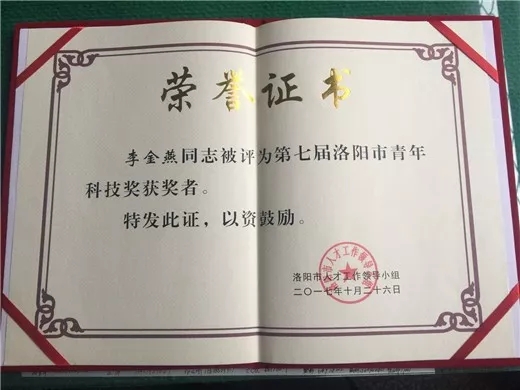 荣誉证书
李金燕同志被评为第七届洛阳市青年
科技奖获奖者。
特发此证，以资鼓励。
洛阳市人才工作领导小组
二〇一七年十月二十六日